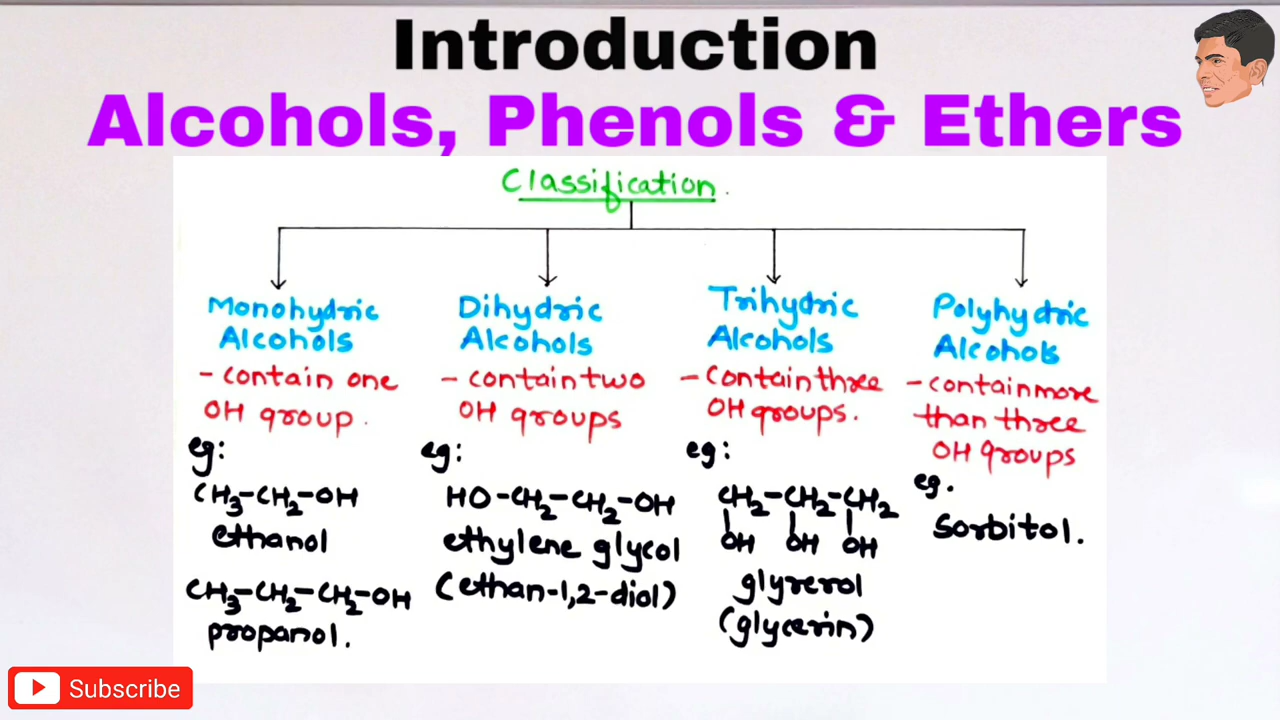 Introduction
Alcohols, Phenols & Ethers
Classification.
Monohydric
Alcohols
- contain one
OH group.
eg:
CH3-CH2-OH
ethanol
CH3-CH2-CH2-OH
propanol.
Dihydric
Alcohols
- contain two
OH groups
eg:
HO-CH2-CH2-OH
ethylene glycol
(ethan-1,2-diol)
Trihydric
Alcohols
- Contain three
OH groups.
eg:
CH2-CH2-CH2
OH OH OH
glyrerol
(glycerin)
Polyhydric
Alcohols
- contain more
than three
OH groups
eg.
Sorbitol.
Subscribe